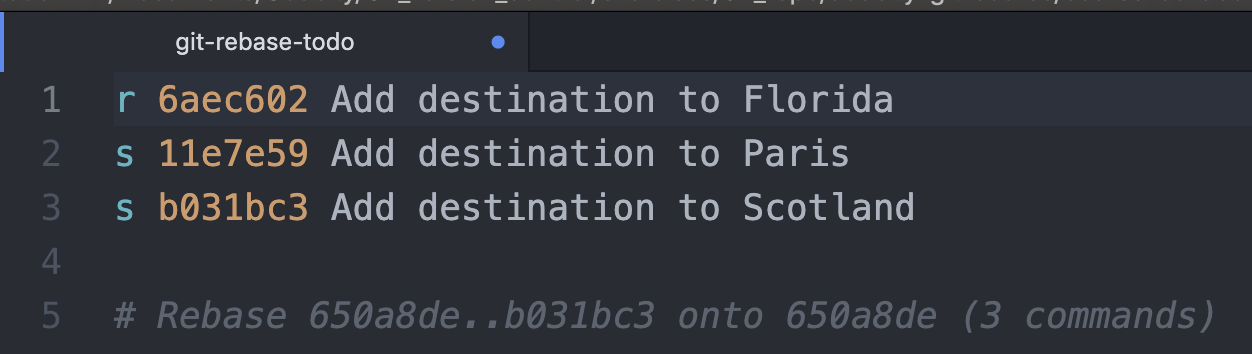 git-rebase-todo
1 r 6aec602 Add destination to Florida
2 s 11e7e59 Add destination to Paris
3 s b031bc3 Add destination to Scotland
4
5 # Rebase 650a8de..b031bc3 onto 650a8de (3 commands)